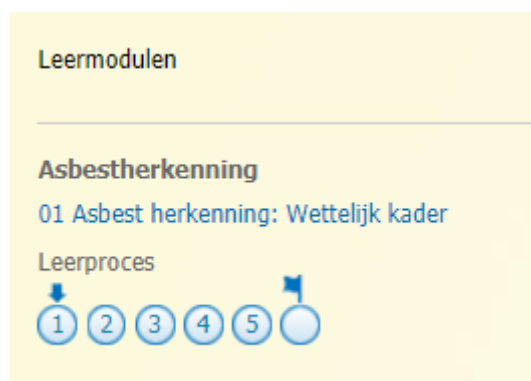 Leermodulen
Asbestherkenning
01 Asbest herkenning: Wettelijk kader
Leerproces
1 2 3 4 5